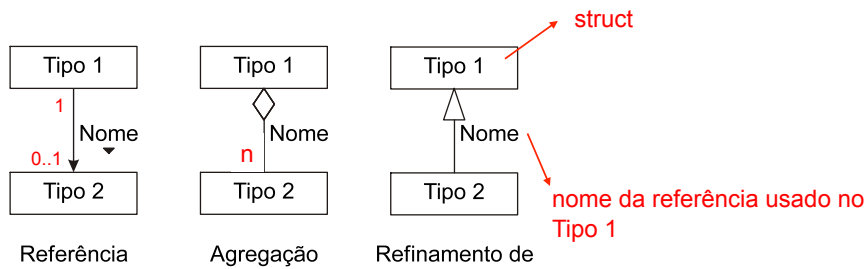 struct
Tipo 1
Tipo 1
Tipo 1
1
Nome
Nome
Nome
0..1
n
Tipo 2
Tipo 2
Tipo 2
nome da referência usado no
Tipo 1
Referência
Agregação
Refinamento de